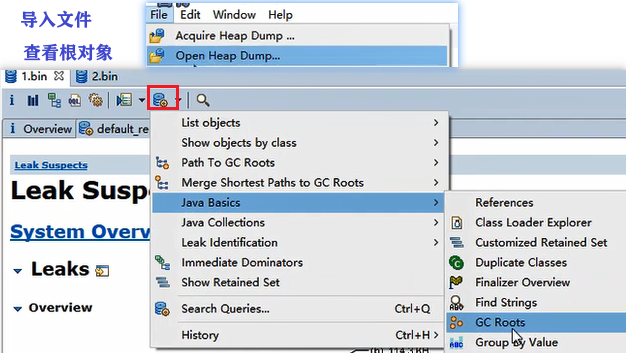 导入文件
查看根对象
File Edit Window Help
Acquire Heap Dump ...
Open Heap Dump...
1.bin 2.bin
i Overview default_re
Leak Suspects
Leak Susp
System Overv
Leaks
Overview
List objects
Show objects by class
Path To GC Roots
Merge Shortest Paths to GC Roots
Java Basics
Java Collections
Leak Identification
Immediate Dominators
Show Retained Set
Search Queries... Ctrl+Q
History Ctrl+H
References
Class Loader Explorer
Customized Retained Set
Duplicate Classes
Finalizer Overview
Find Strings
GC Roots
Group by Value